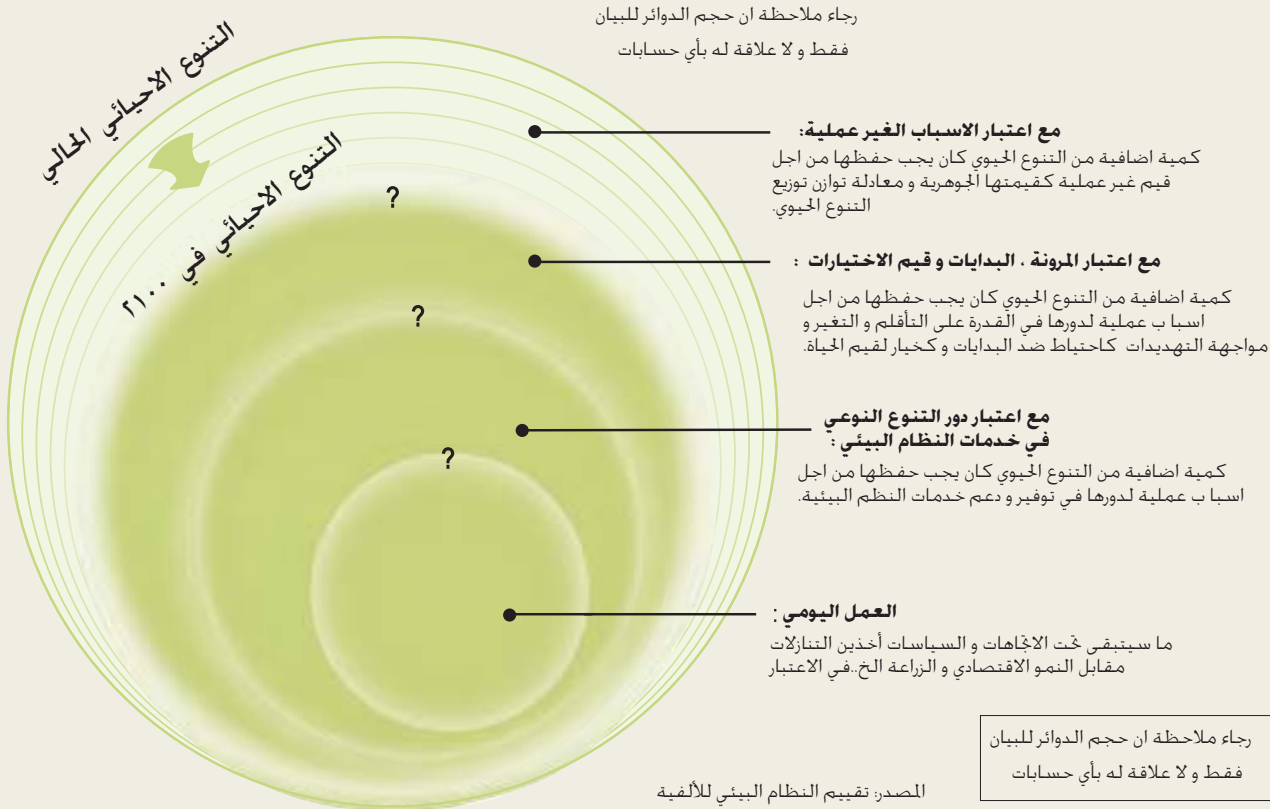 رجاء ملاحظة ان حجم الدوائر للبيان
فقط و لا علاقة له بأي حسابات
التنوع الاحيائي الحالي
التنوع الاحيائي في ٢١٠٠
?
?
?
مع اعتبار الاسباب الغير عملية:
كمية اضافية من التنوع الحيوي كان يجب حفظها من اجل
قيم غير عملية كقيمتها الجوهرية و معادلة توازن توزيع
التنوع الحيوي.
مع اعتبار المرونة ، البدايات و قيم الاختيارات :
كمية اضافية من التنوع الحيوي كان يجب حفظها من اجل
اسبا ب عملية لدورها في القدرة على التأقلم و التغير و
مواجهة التهديدات كاحتياط ضد البدايات و كخيار لقيم الحياة.
مع اعتبار دور التنوع النوعي
في خدمات النظام البيئي :
كمية اضافية من التنوع الحيوي كان يجب حفظها من اجل
اسبا ب عملية لدورها في توفير و دعم خدمات النظم البيئية.
العمل اليومي :
ما سيتبقى تحت الاتجاهات و السياسات أخذين التنازلات
مقابل النمو الاقتصادي و الزراعة الخ..في الاعتبار
رجاء ملاحظة ان حجم الدوائر للبيان
فقط و لا علاقة له بأي حسابات
المصدر: تقييم النظام البيئي للألفية